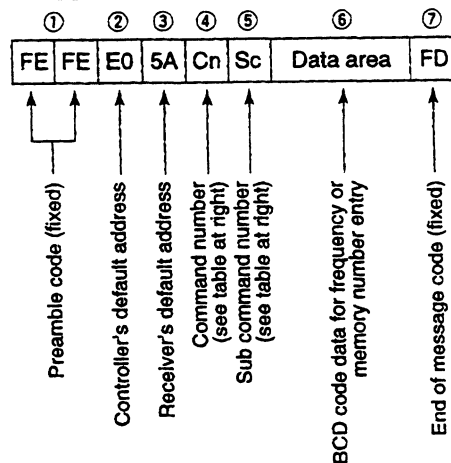 ① ② ③ ④ ⑤ ⑥ ⑦
FE FE E0 5A Cn Sc Data area FD
Preamble code (fixed)
Controller's default address
Receiver's default address
Command number
(see table at right)
Sub command number
(see table at right)
BCD code data for frequency or
memory number entry
End of message code (fixed)